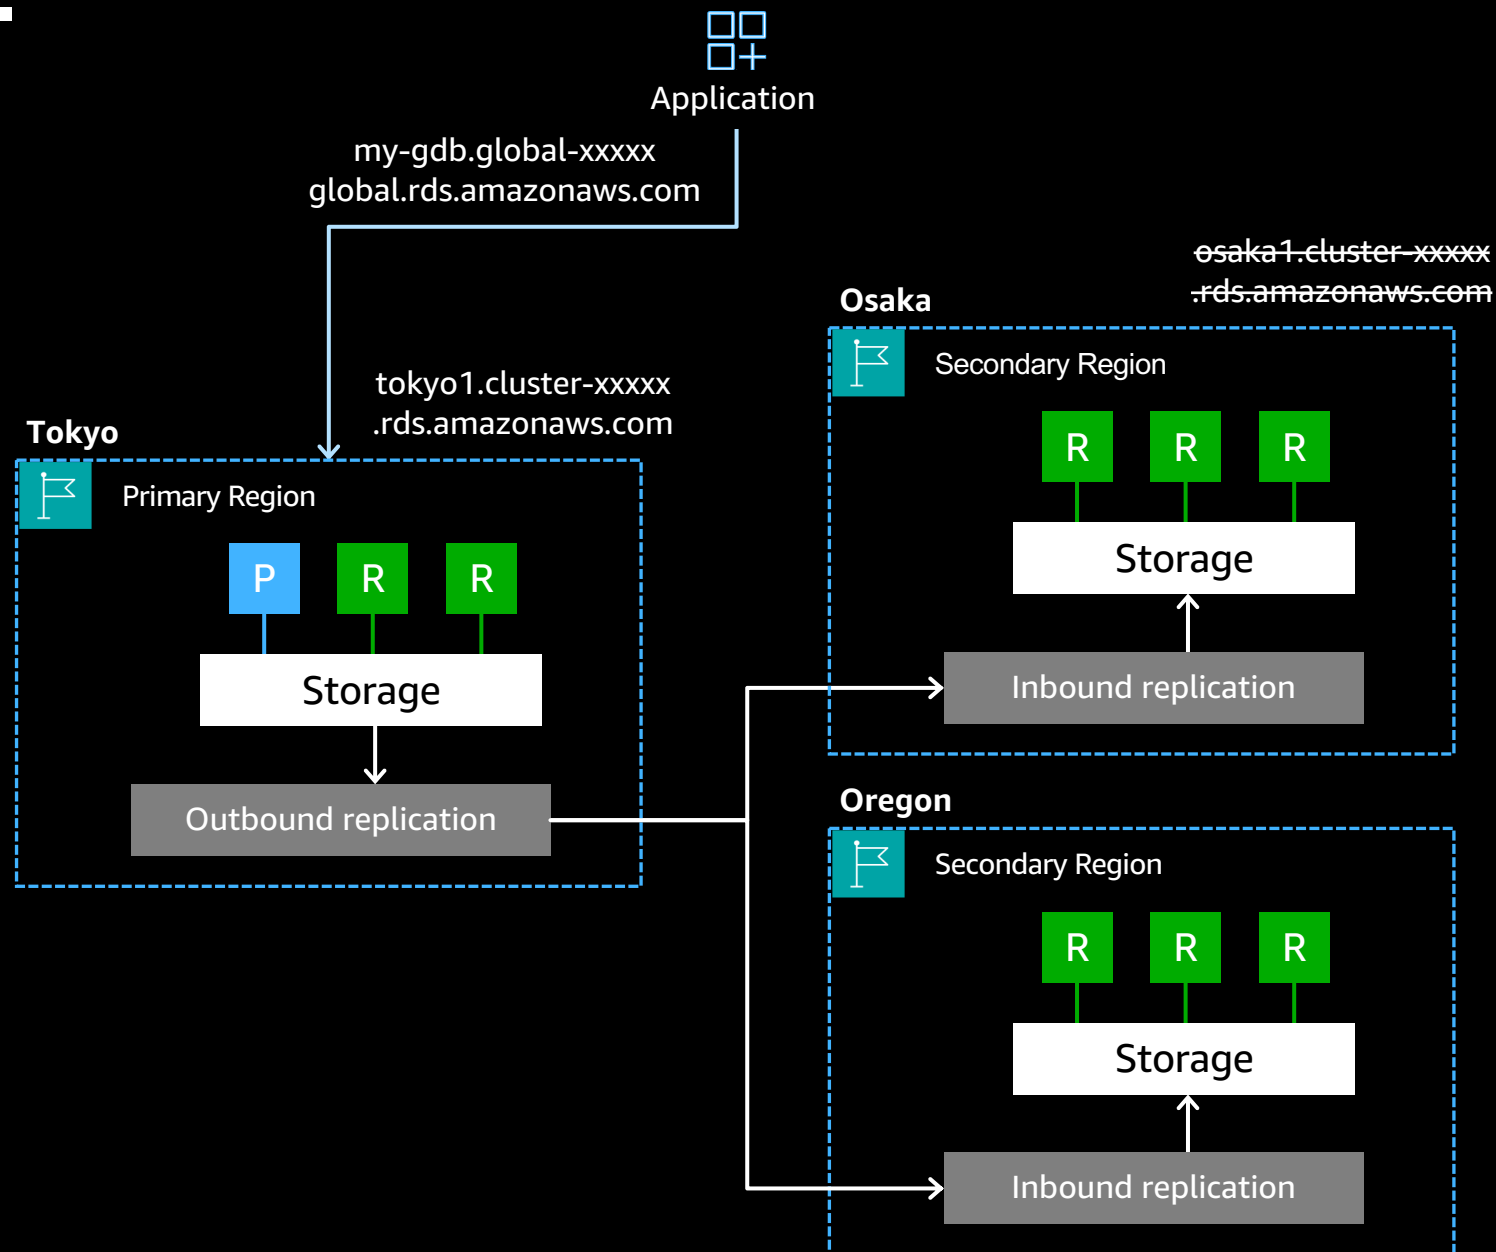 Application
my-gdb.global-xxxxx
global.rds.amazonaws.com
osaka1.cluster-xxxxx
.rds.amazonaws.com
Osaka
Secondary Region
R R R
Storage
Inbound replication
tokyo1.cluster-xxxxx
.rds.amazonaws.com
Tokyo
Primary Region
P R R
Storage
Outbound replication
Oregon
Secondary Region
R R R
Storage
Inbound replication